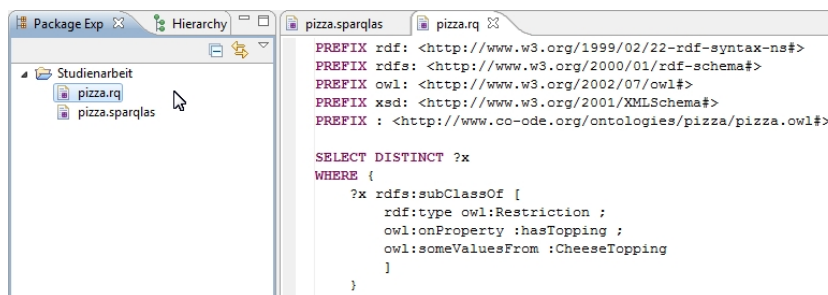 Package Exp
Hierarchy
Studienarbeit
pizza.rq
pizza.sparqlas
pizza.sparqlas
pizza.rq
PREFIX rdf: <http://www.w3.org/1999/02/22-rdf-syntax-ns#>
PREFIX rdfs: <http://www.w3.org/2000/01/rdf-schema#>
PREFIX owl: <http://www.w3.org/2002/07/owl#>
PREFIX xsd: <http://www.w3.org/2001/XMLSchema#>
PREFIX : <http://www.co-ode.org/ontologies/pizza/pizza.owl#>
SELECT DISTINCT ?x
WHERE {
?x rdfs:subClassOf [
rdf:type owl:Restriction ;
owl:onProperty :hasTopping ;
owl:someValuesFrom :CheeseTopping
]
}